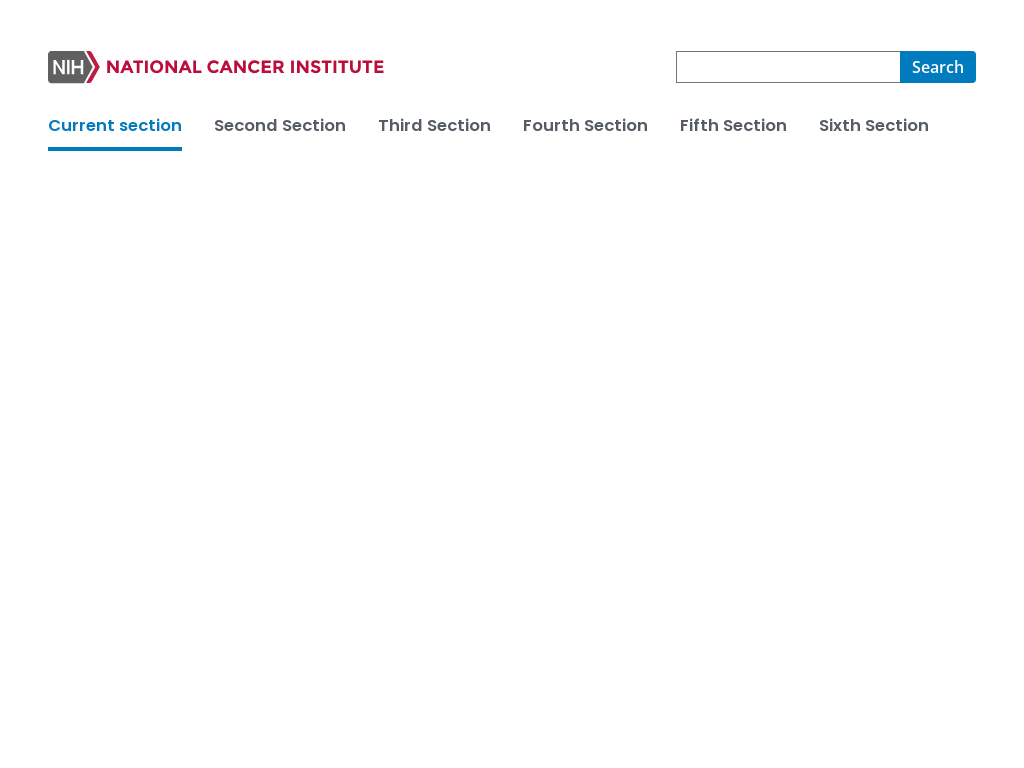 NIH NATIONAL CANCER INSTITUTE
Search
Current section Second Section Third Section Fourth Section Fifth Section Sixth Section